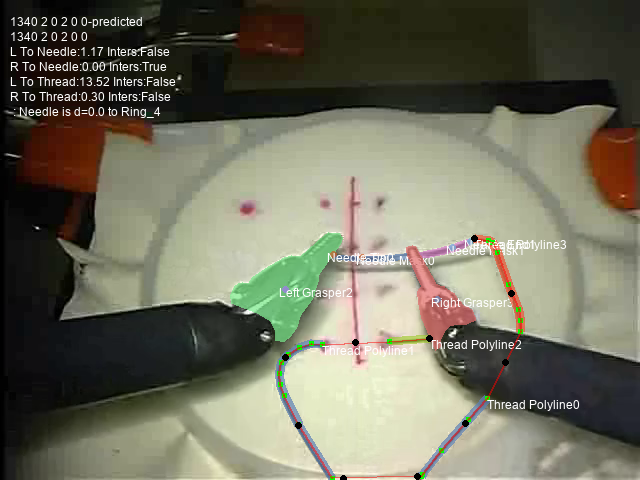 1340 2 0 2 0 0-predicted
1340 2 0 2 0 0
L To Needle:1.17 Inters:False
R To Needle:0.00 Inters:True
L To Thread:13.52 Inters:False
R To Thread:0.30 Inters:False
: Needle is d=0.0 to Ring_4
Polyline3
Needle Mask0
Left Grasper2
Right Grasper3
Thread Polyline1
Thread Polyline2
Thread Polyline0